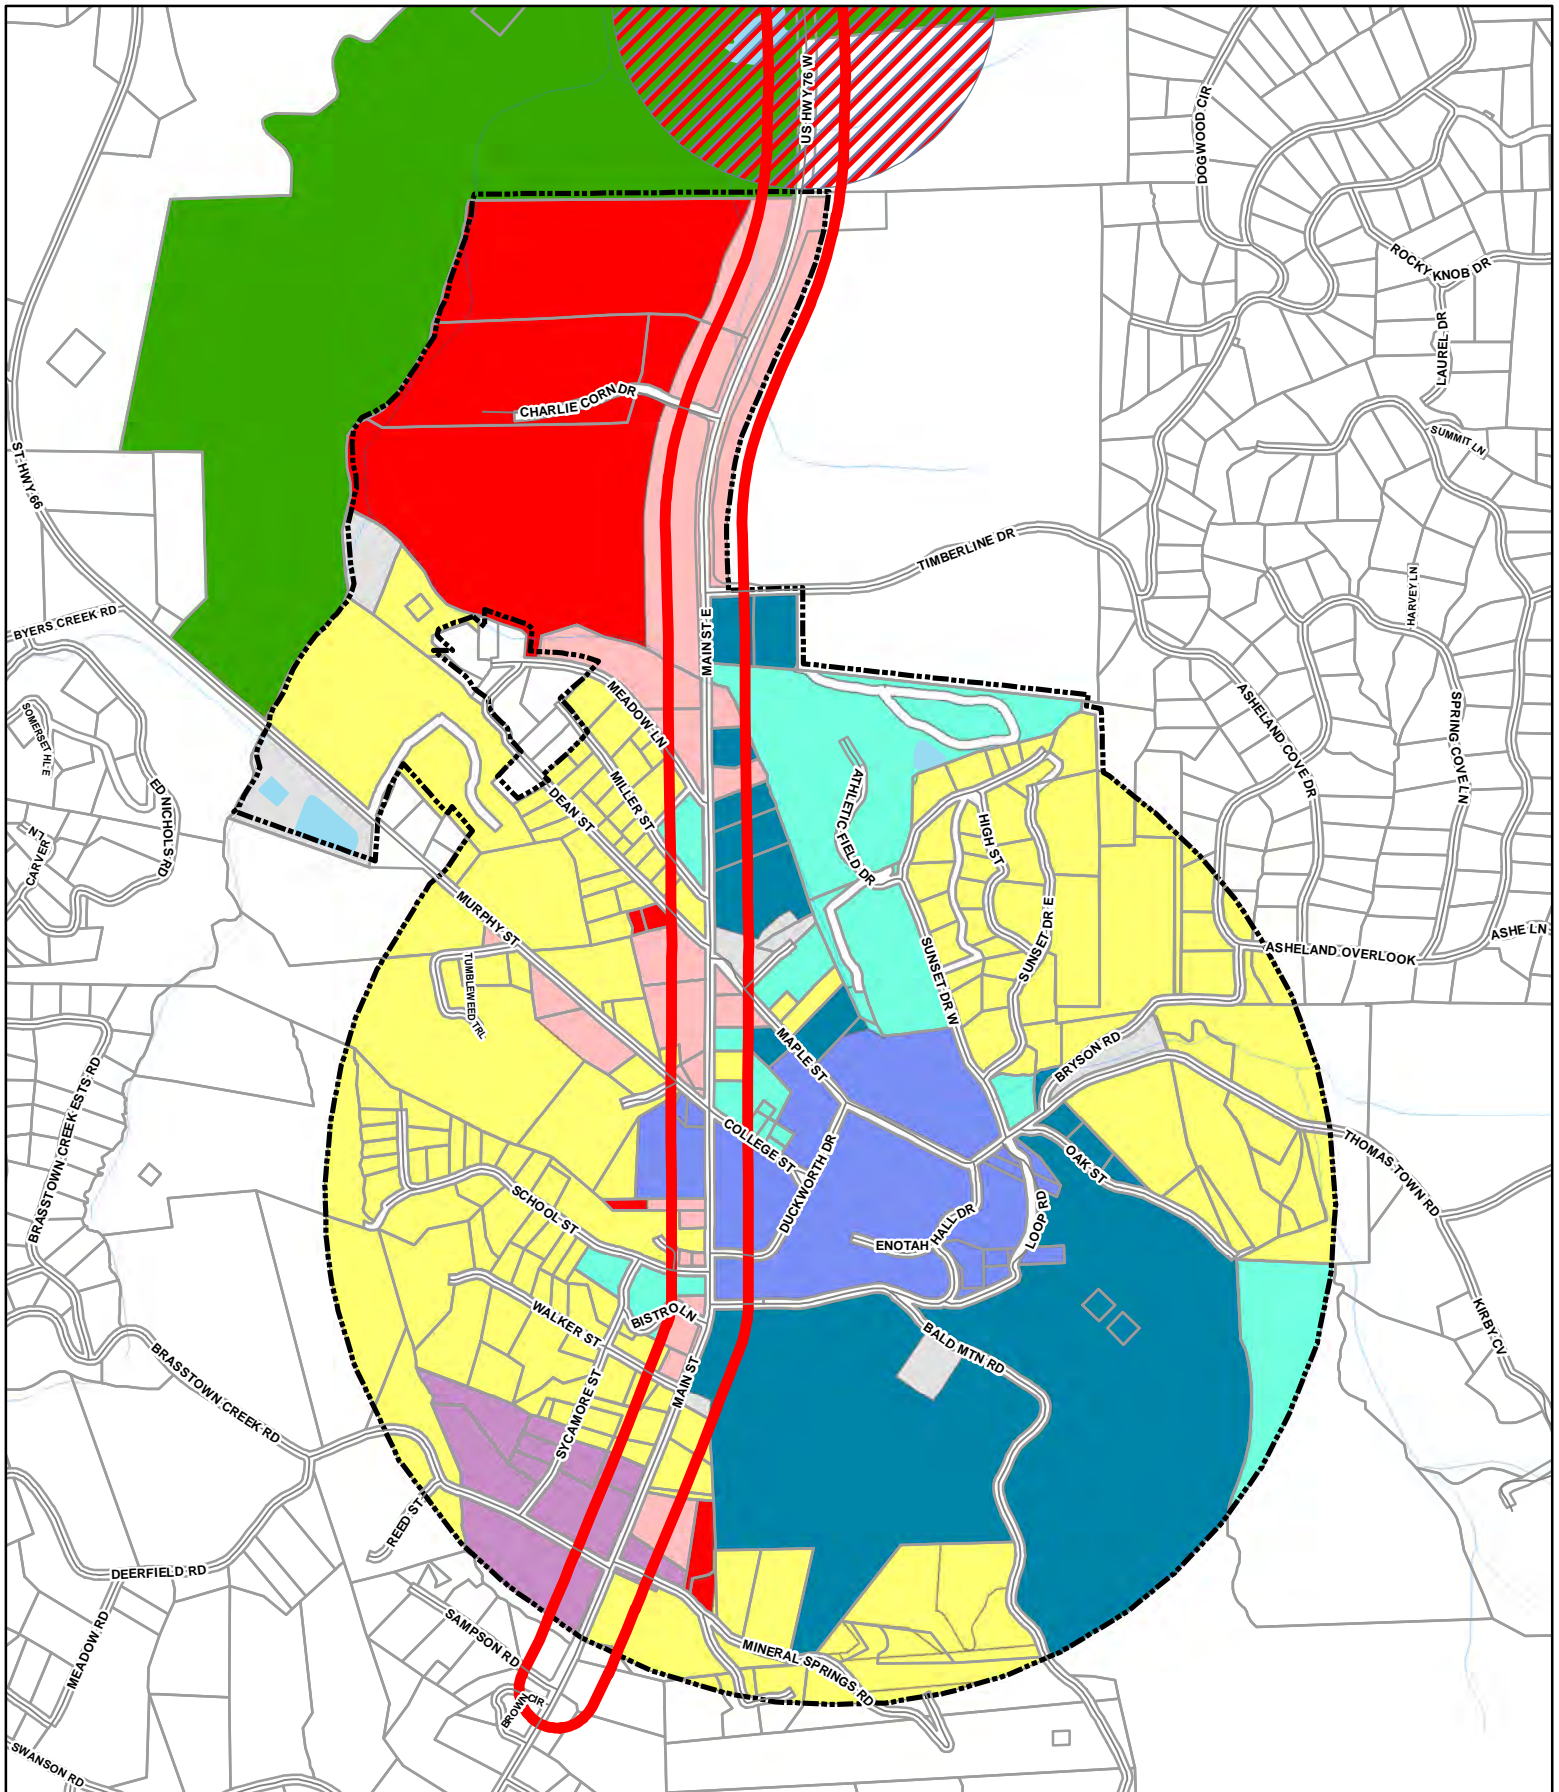 US HWY 76 W
DOGWOOD CIR
ROCKY KNOB DR
LAUREL DR
CHARLIE CORN DR
SUMMIT LN
ST HWY 66
TIMBERLINE DR
HARVEY LN
BYERS CREEK RD
MAIN ST E
MEADOW LN
ASHELAND COVE DR
SPRING COVE LN
SOMERSET HL E
ED NICHOLS RD
MILLER ST
DEAN ST
ATHLETIC FIELD DR
HIGH ST
CARVER LN
MURPHY ST
SUNSET DR E
SUNSET DR W
ASHELAND OVERLOOK
ASHE LN
TUMBLEWEED TRL
MAPLE ST
BRYSON RD
BRASSTOWN CREEK ESTS RD
COLLEGE ST
DUCKWORTH DR
OAK ST
THOMAS TOWN RD
SCHOOL ST
ENOTAH HALL DR
LOOP RD
WALKER ST
BISTRO LN
KIRBY CV
BALD MTN RD
BRASSTOWN CREEK RD
MAIN ST
SYCAMORE ST
REED ST
DEERFIELD RD
SAMPSON RD
MEADOW RD
MINERAL SPRINGS RD
BROWN CIR
SWANSON RD